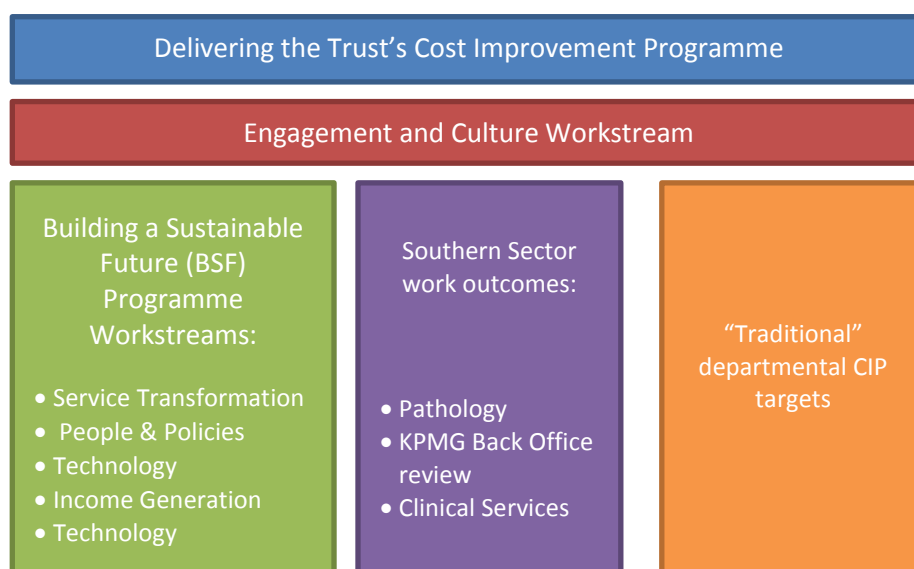 Delivering the Trust’s Cost Improvement Programme
Engagement and Culture Workstream
Building a Sustainable
Future (BSF)
Programme
Workstreams:
• Service Transformation
• People & Policies
• Technology
• Income Generation
• Technology
Southern Sector
work outcomes:
• Pathology
• KPMG Back Office
review
• Clinical Services
“Traditional”
departmental CIP
targets